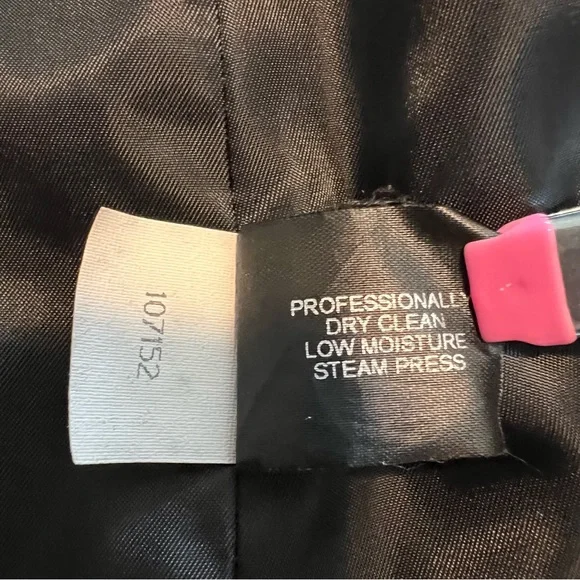 107152
PROFESSIONALLY
DRY CLEAN
LOW MOISTURE
STEAM PRESS